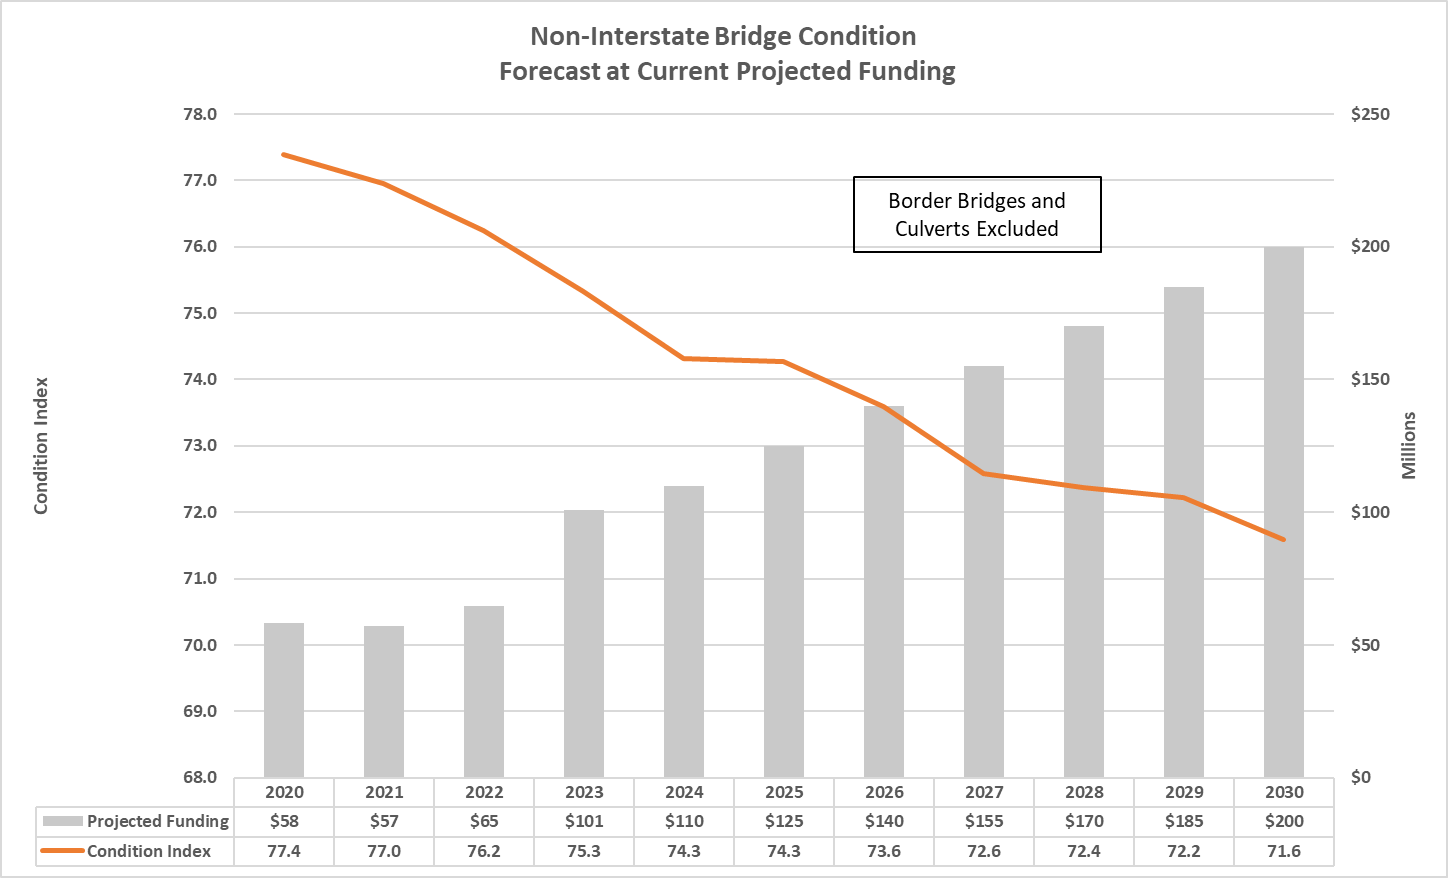 Non-Interstate Bridge Condition
Forecast at Current Projected Funding
78.0
77.0
76.0
75.0
74.0
73.0
72.0
71.0
70.0
69.0
68.0
Condition Index
Border Bridges and
Culverts Excluded
$250
$200
$150
$100
$50
$0
Millions
2020 2021 2022 2023 2024 2025 2026 2027 2028 2029 2030
Projected Funding $58 $57 $65 $101 $110 $125 $140 $155 $170 $185 $200
Condition Index 77.4 77.0 76.2 75.3 74.3 74.3 73.6 72.6 72.4 72.2 71.6